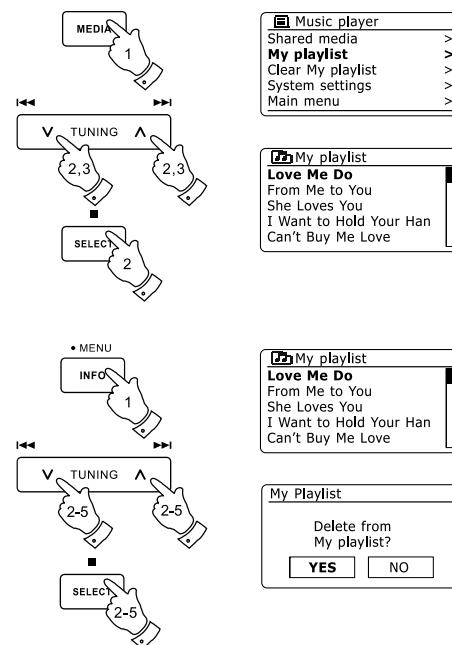 MEDIA
1
V TUNING Λ
2,3
2,3
SELECT
2
Music player
Shared media >
My playlist >
Clear My playlist >
System settings >
Main menu >
My playlist
Love Me Do
From Me to You
She Loves You
I Want to Hold Your Han
Can't Buy Me Love
• MENU
INFO
1
V TUNING Λ
2-5
2-5
SELECT
2-5
My playlist
Love Me Do
From Me to You
She Loves You
I Want to Hold Your Han
Can't Buy Me Love
My Playlist
Delete from
My playlist?
YES NO